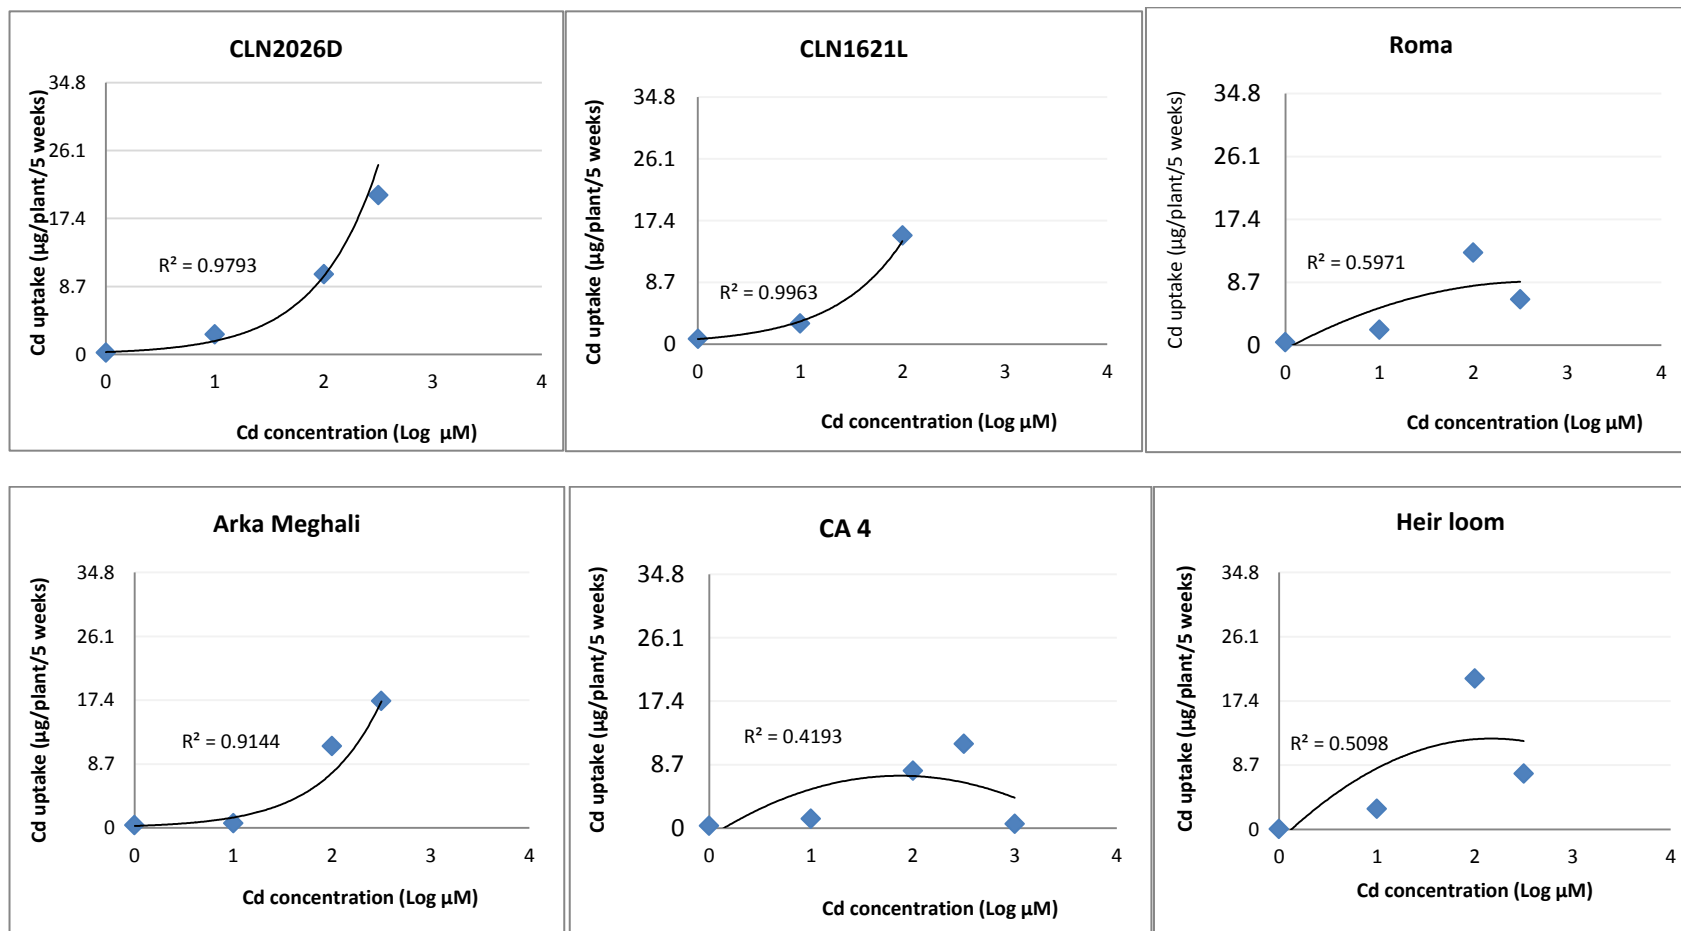 CLN2026D
Cd uptake (µg/plant/5 weeks)
34.8
26.1
17.4
8.7
0
R² = 0.9793
0 1 2 3 4
Cd concentration (Log µM)
CLN1621L
Cd uptake (µg/plant/5 weeks)
34.8
26.1
17.4
8.7
0
R² = 0.9963
0 1 2 3 4
Cd concentration (Log µM)
Roma
Cd uptake (µg/plant/5 weeks)
34.8
26.1
17.4
8.7
0
R² = 0.5971
0 1 2 3 4
Cd concentration (Log µM)
Arka Meghali
Cd uptake (µg/plant/5 weeks)
34.8
26.1
17.4
8.7
0
R² = 0.9144
0 1 2 3 4
Cd concentration (Log µM)
CA 4
Cd uptake (µg/plant/5 weeks)
34.8
26.1
17.4
8.7
0
R² = 0.4193
0 1 2 3 4
Cd concentration (Log µM)
Heir loom
Cd uptake (µg/plant/5 weeks)
34.8
26.1
17.4
8.7
0
R² = 0.5098
0 1 2 3 4
Cd concentration (Log µM)